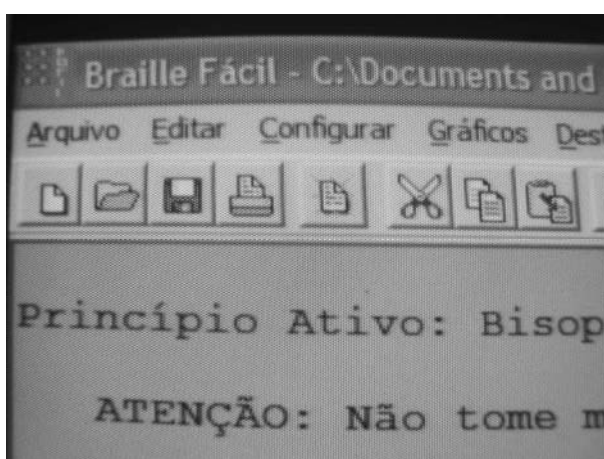 Braille Fácil - C:\Documents and
Arquivo Editar Configurar Gráficos
Princípio Ativo: Bisop
ATENÇÃO: Não tome m